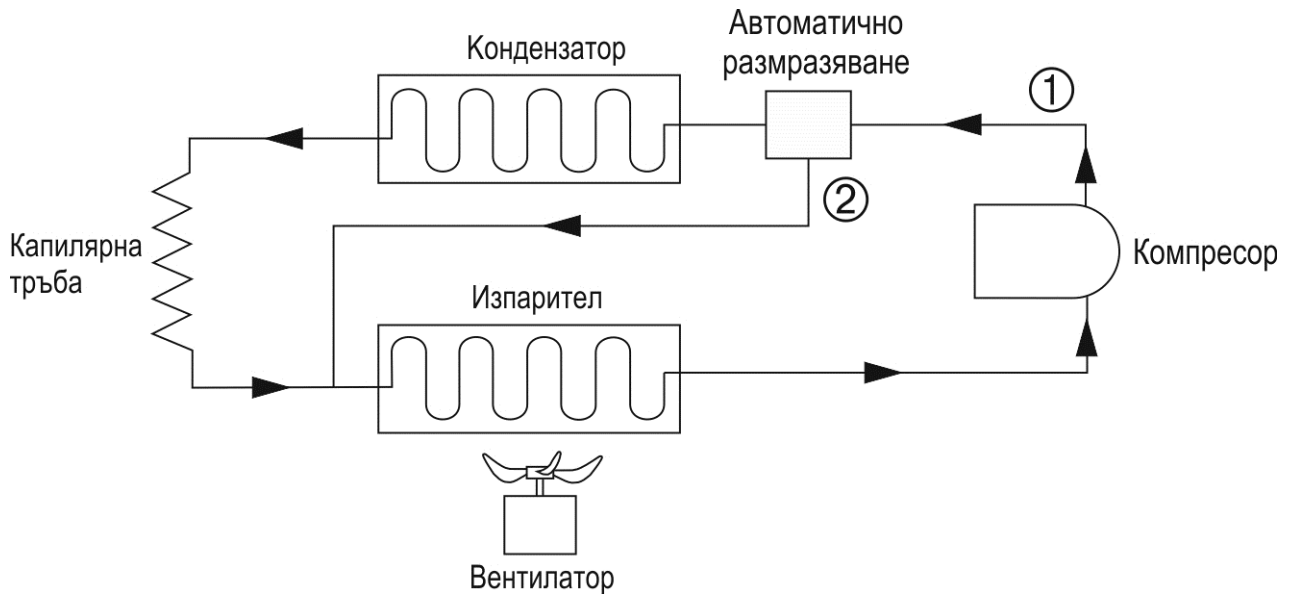 Автоматично
размразяване
Кондензатор
①
②
Капилярна
тръба
Компресор
Изпарител
Вентилатор